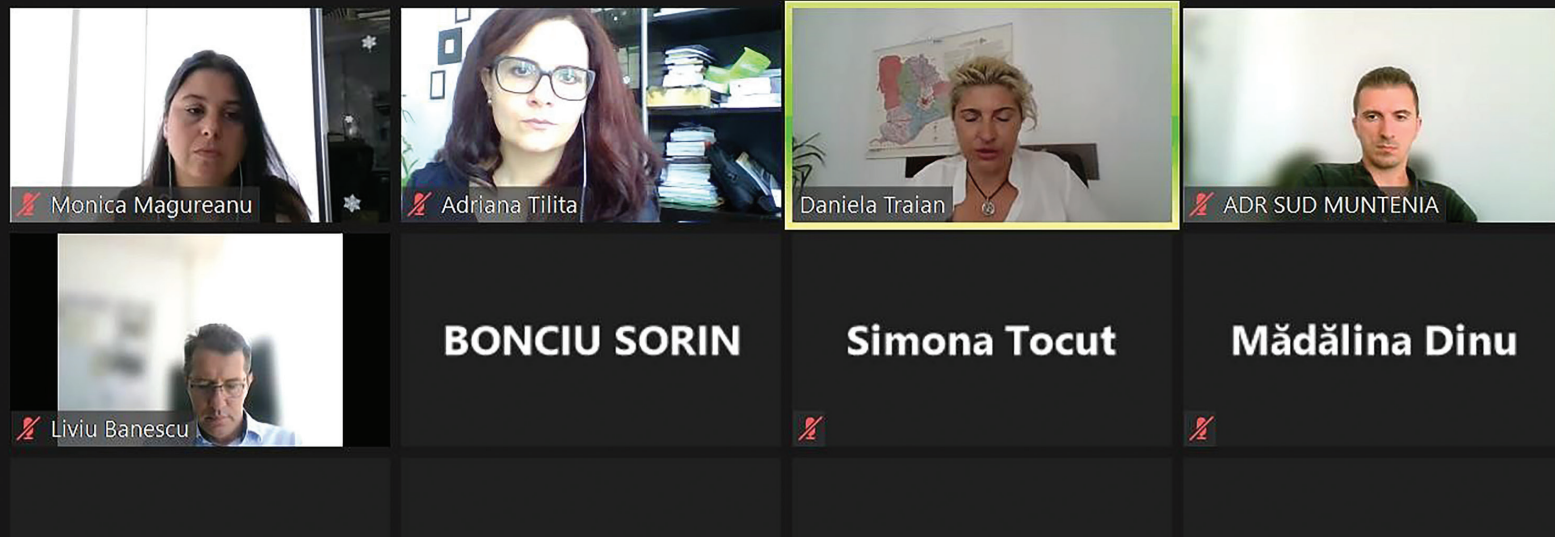 Monica Magureanu
Adriana Tilita
Daniela Traian
ADR SUD MUNTENIA
Liviu Banescu
BONCIU SORIN
Simona Tocut
Mădălina Dinu